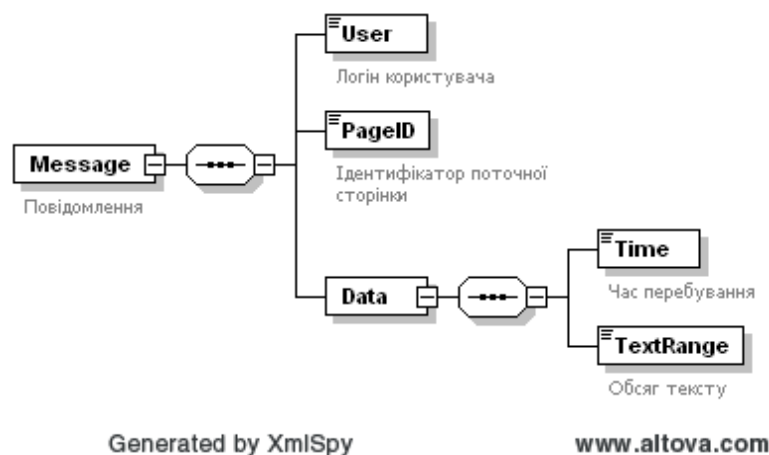 User
Логін користувача
PageID
Ідентифікатор поточної
сторінки
Message
Повідомлення
Data
Time
Час перебування
TextRange
Обсяг тексту
Generated by XmlSpy
www.altova.com